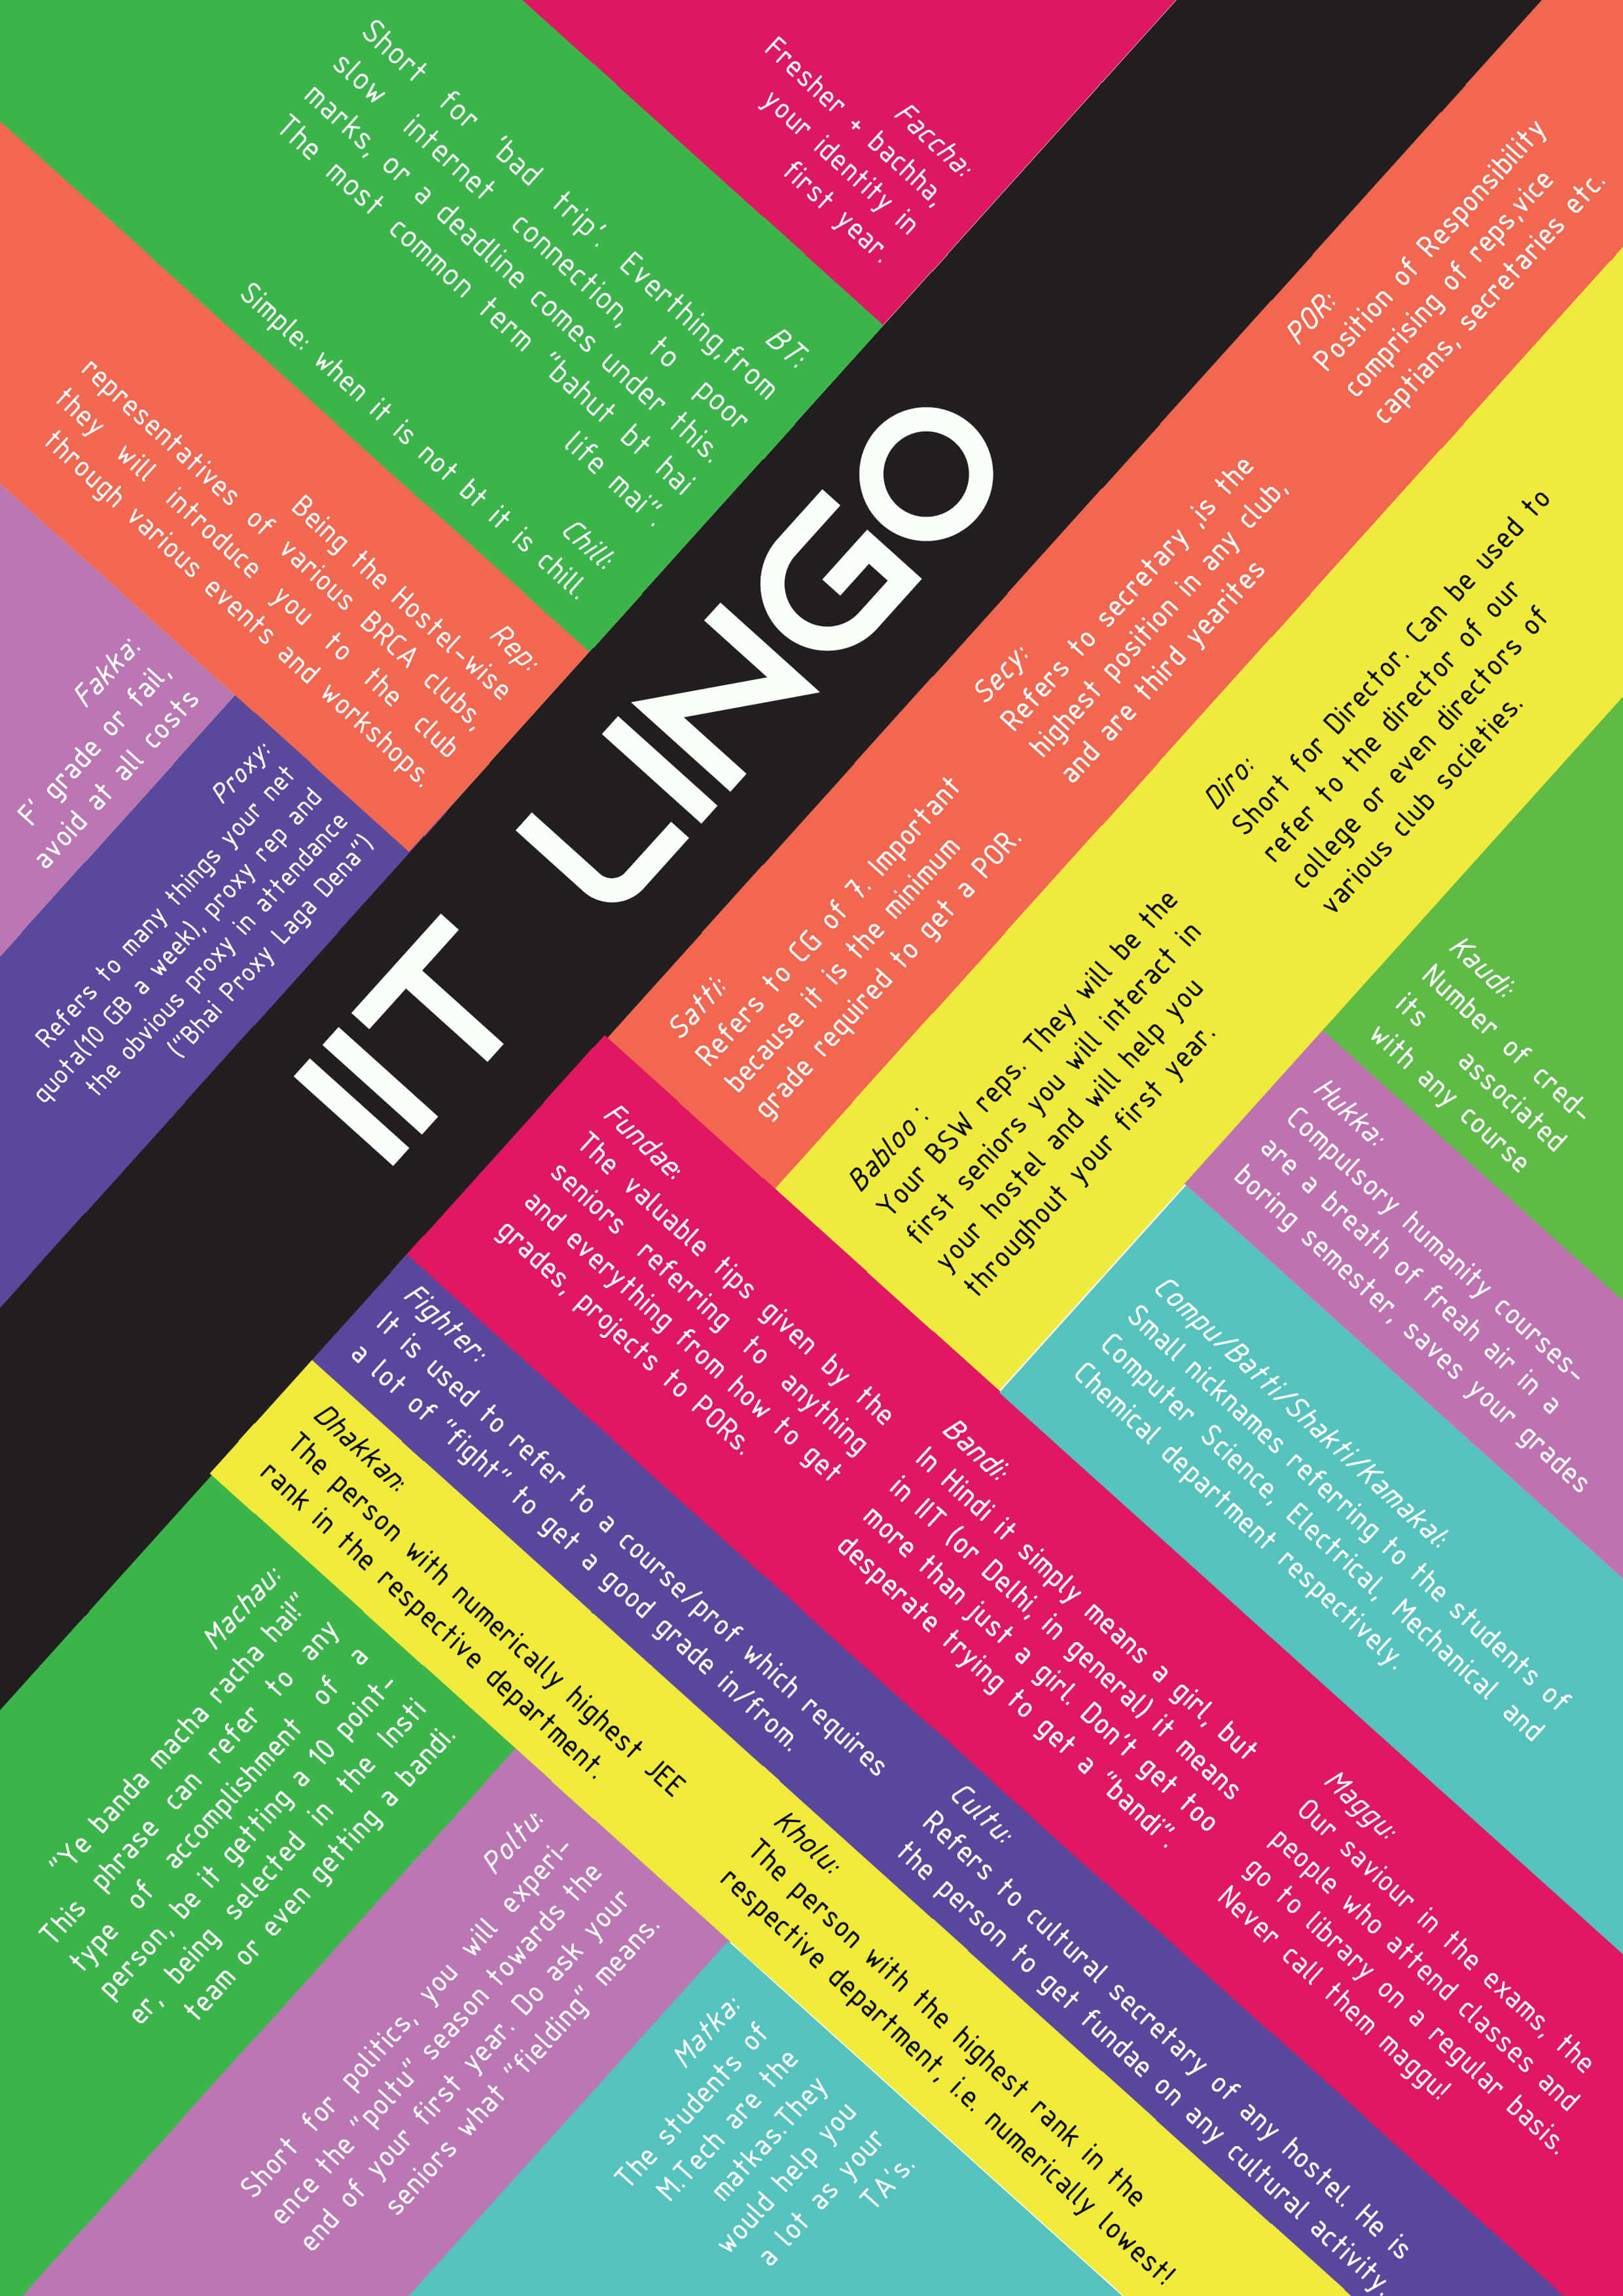 IIT LINGO
Faccha:
Fresher + bachha,
your identity in
first year.
BT:
Short for 'bad trip'. Everthing,from
slow internet connection, to poor
marks, or a deadline comes under this.
The most common term "bahut bt hai
life mai".
Chill:
Simple: when it is not bt it is chill.
Rep:
Being the Hostel-wise
representatives of various BRCA clubs,
they will introduce you to the club
through various events and workshops.
Fakka:
F' grade or fail,
avoid at all costs
Proxy:
Refers to many things your net
quota(10 GB a week), proxy rep and
the obvious proxy in attendance
("Bhai Proxy Laga Dena")
POR:
Position of Responsibility
comprising of reps,vice
captians, secretaries etc.
Secy:
Refers to secretary ,is the
highest position in any club,
and are third yearites
Satti:
Refers to CG of 7. Important
because it is the minimum
grade required to get a POR.
Diro:
Short for Director. Can be used to
refer to the director of our
college or even directors of
various club societies.
Babloo :
Your BSW reps. They will be the
first seniors you will interact in
your hostel and will help you
throughout your first year.
Kaudi:
Number of cred-
its associated
with any course
Hukka:
Compulsory humanity courses-
are a breath of freah air in a
boring semester, saves your grades
Compu/Batti/Shakti/Kamakal:
Small nicknames referring to the students of
Computer Science, Electrical, Mechanical and
Chemical department respectively.
Fundae:
The valuable tips given by the
seniors referring to anything
and everything from how to get
grades, projects to PORs.
Bandi:
In Hindi it simply means a girl, but
in IIT (or Delhi, in general) it means
more than just a girl. Don't get too
desperate trying to get a "bandi".
Maggu:
Our saviour in the exams, the
people who attend classes and
go to library on a regular basis.
Never call them maggu!
Fighter:
It is used to refer to a course/prof which requires
a lot of "fight" to get a good grade in/from.
Cultu:
Refers to cultural secretary of any hostel. He is
the person to get fundae on any cultural activity.
Dhakkan:
The person with numerically highest JEE
rank in the respective department.
Kholu:
The person with the highest rank in the
respective department, i.e. numerically lowest!
Machau:
"Ye banda macha racha hai!"
This phrase can refer to any
type of accomplishment of a
person, be it getting a 10 point-
er, being selected in the Insti
team or even getting a bandi.
Poltu:
Short for politics, you will experi-
ence the "poltu" season towards the
end of your first year. Do ask your
seniors what "fielding" means.
Matka:
The students of
M.Tech are the
matkas.They
would help you
a lot as your
TA's.